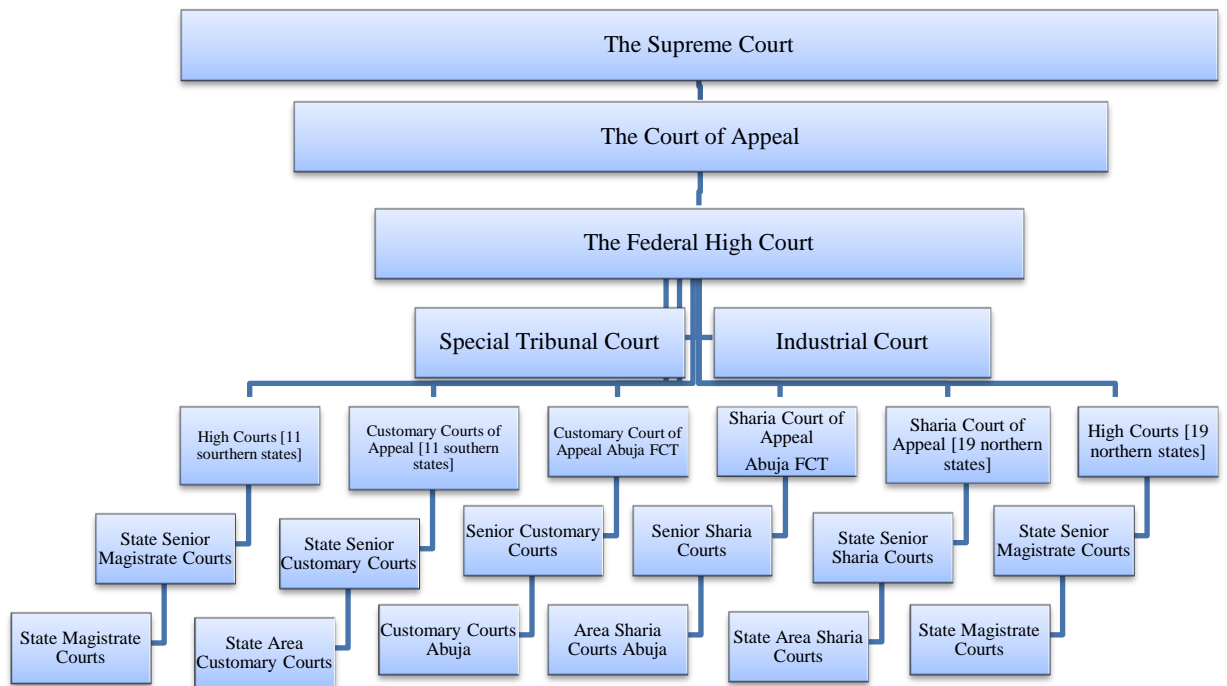 The Supreme Court
The Court of Appeal
The Federal High Court
Special Tribunal Court
Industrial Court
High Courts [11
sourthern states]
Customary Courts of
Appeal [11 southern
states]
Customary Court of
Appeal Abuja FCT
Sharia Court of
Appeal
Abuja FCT
Sharia Court of
Appeal [19 northern
states]
High Courts [19
northern states]
State Senior
Magistrate Courts
State Senior
Customary Courts
Senior Customary
Courts
Senior Sharia
Courts
State Senior
Sharia Courts
State Senior
Magistrate Courts
State Magistrate
Courts
State Area
Customary Courts
Customary Courts
Abuja
Area Sharia
Courts Abuja
State Area Sharia
Courts
State Magistrate
Courts